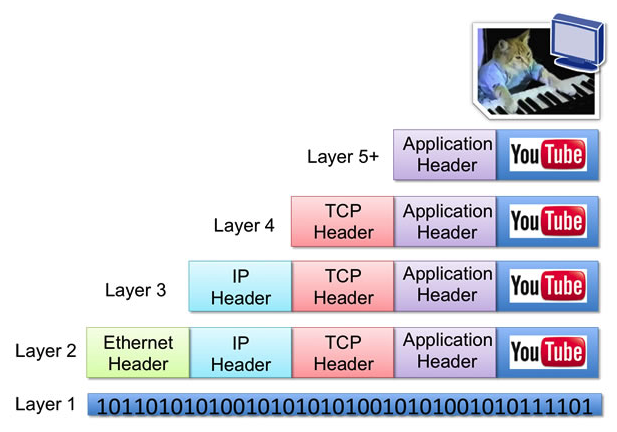 Layer 5+
Application
Header
YouTube
Layer 4
TCP
Header
Application
Header
YouTube
Layer 3
IP
Header
TCP
Header
Application
Header
YouTube
Layer 2
Ethernet
Header
IP
Header
TCP
Header
Application
Header
YouTube
Layer 1
1011010101001010101010010101001010111101